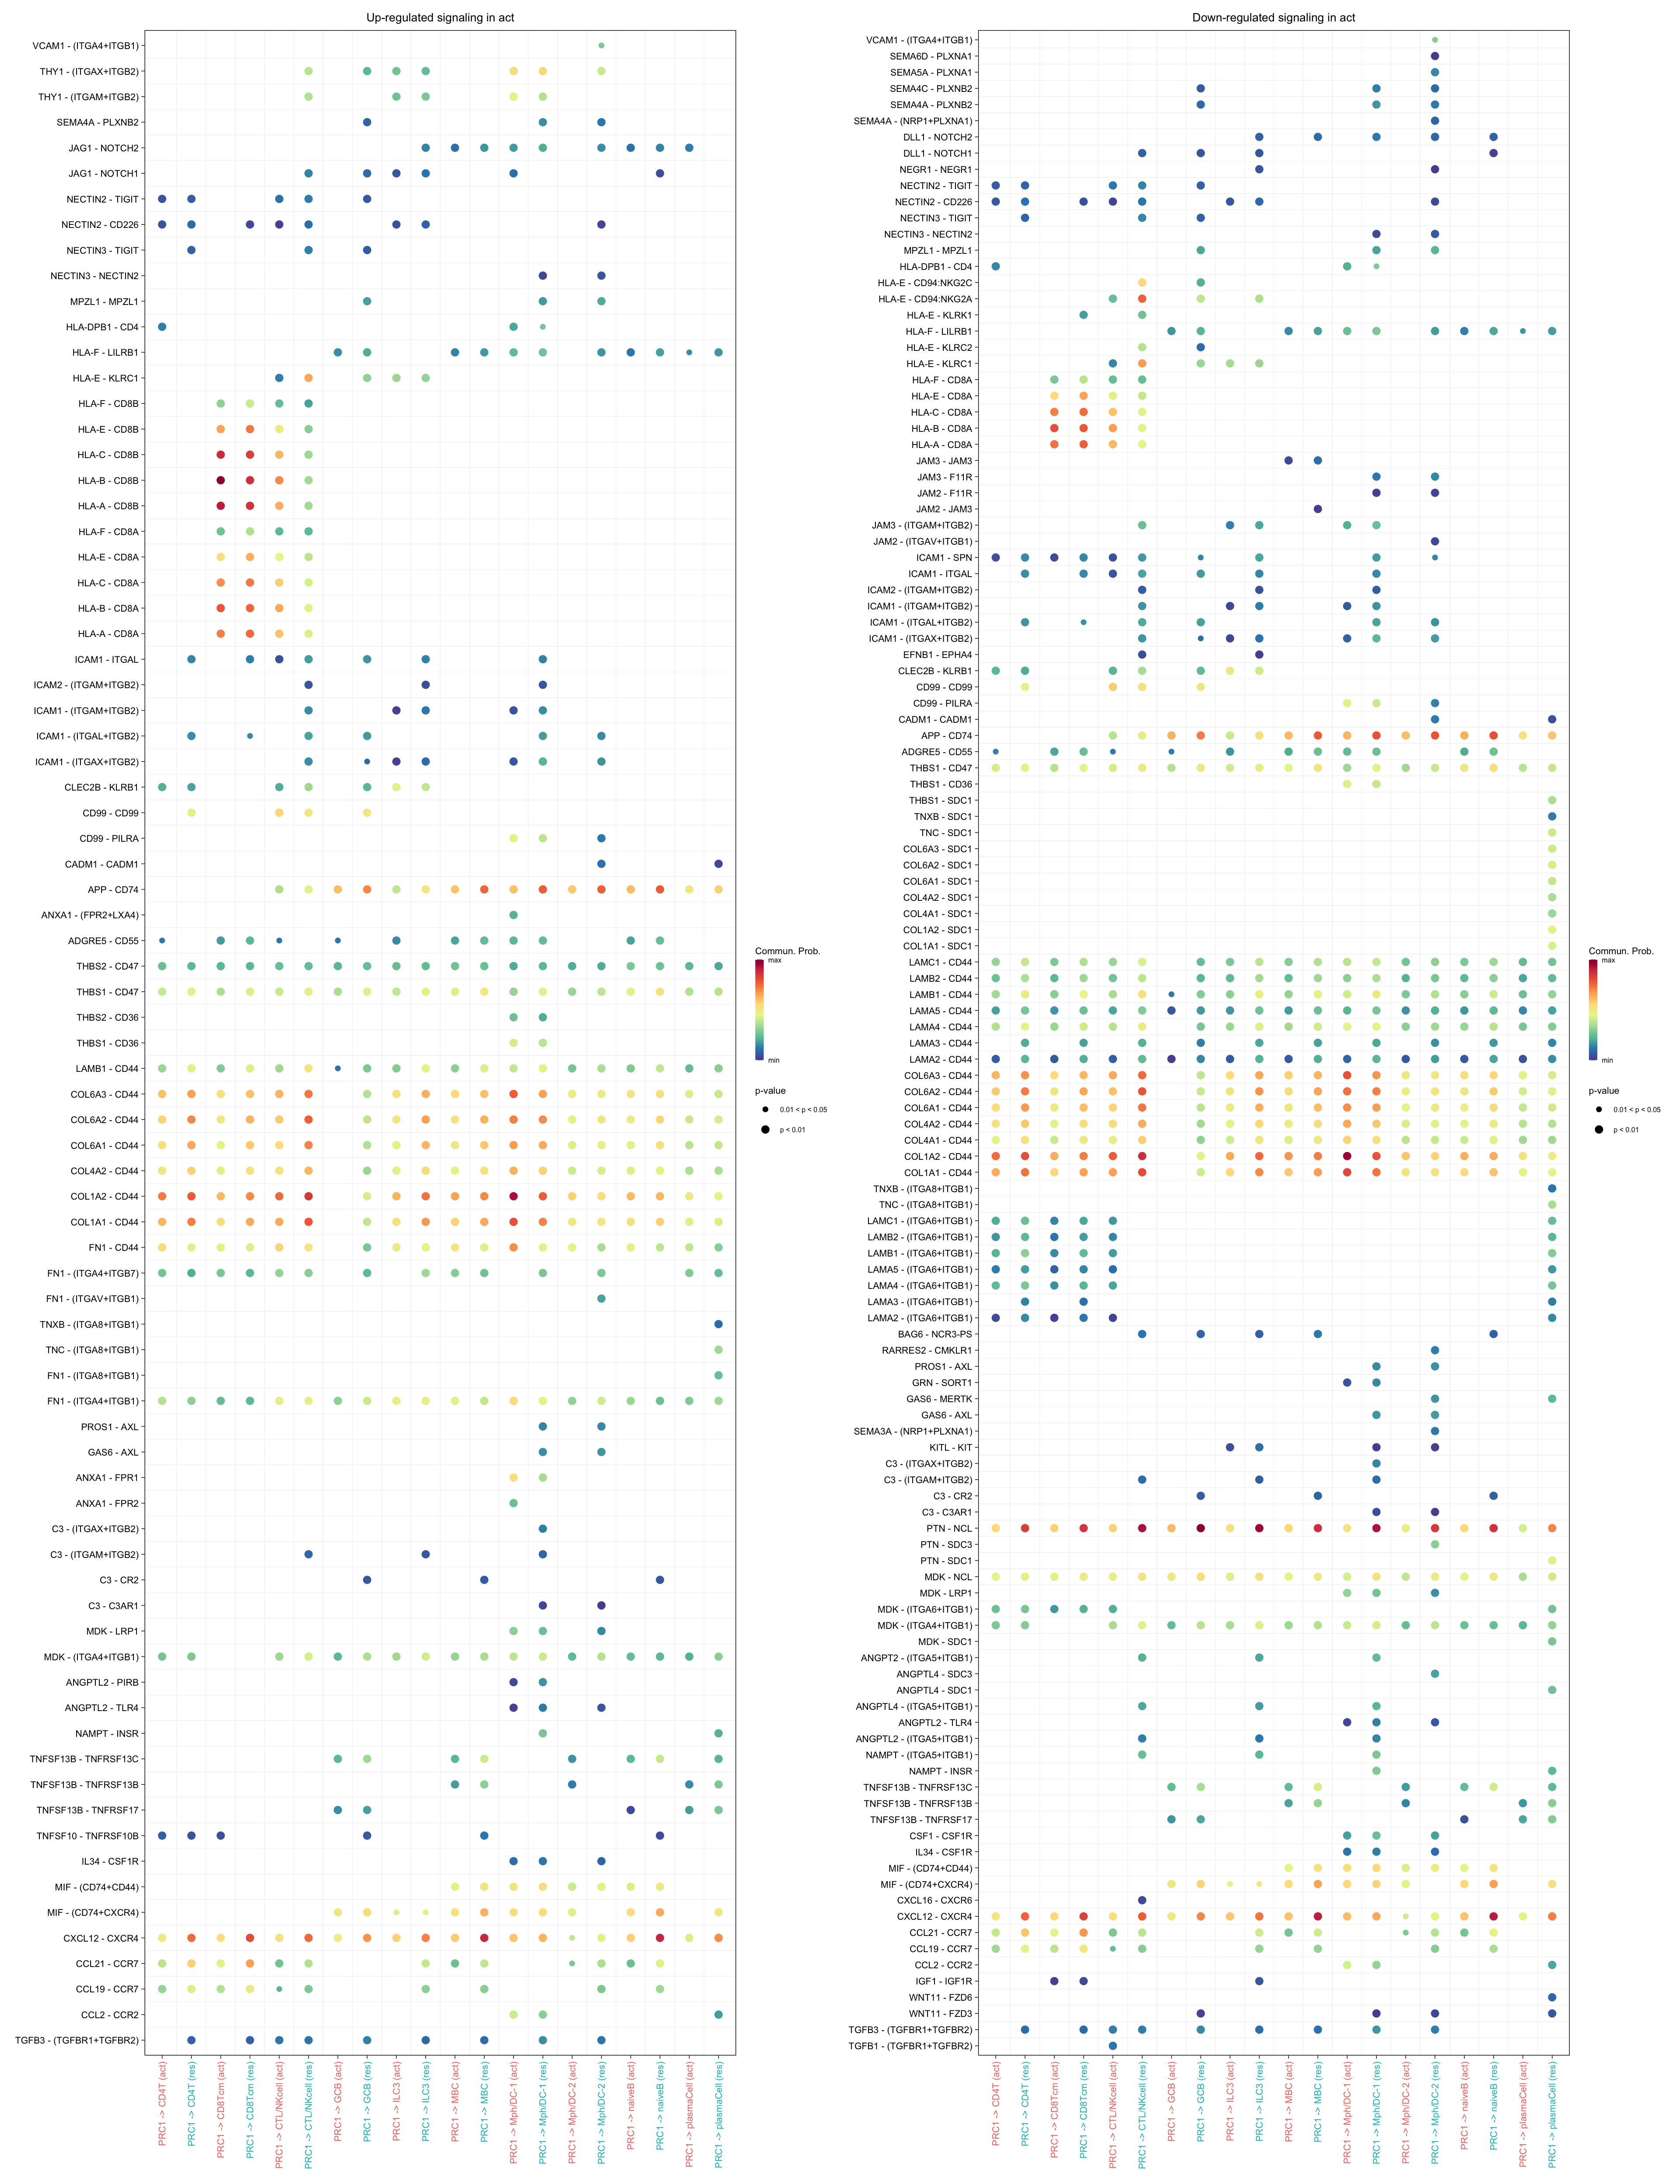 Up-regulated signaling in act
VCAM1 - (ITGA4+ITGB1)
THY1 - (ITGAX+ITGB2)
THY1 - (ITGAM+ITGB2)
SEMA4A - PLXNB2
JAG1 - NOTCH2
JAG1 - NOTCH1
NECTIN2 - TIGIT
NECTIN2 - CD226
NECTIN3 - TIGIT
NECTIN3 - NECTIN2
MPZL1 - MPZL1
HLA-DPB1 - CD4
HLA-F - LILRB1
HLA-E - KLRC1
HLA-F - CD8B
HLA-E - CD8B
HLA-C - CD8B
HLA-B - CD8B
HLA-A - CD8B
HLA-F - CD8A
HLA-E - CD8A
HLA-C - CD8A
HLA-B - CD8A
HLA-A - CD8A
ICAM1 - ITGAL
ICAM2 - (ITGAM+ITGB2)
ICAM1 - (ITGAM+ITGB2)
ICAM1 - (ITGAL+ITGB2)
ICAM1 - (ITGAX+ITGB2)
CLEC2B - KLRB1
CD99 - CD99
CD99 - PILRA
CADM1 - CADM1
APP - CD74
ANXA1 - (FPR2+LXA4)
ADGRE5 - CD55
THBS2 - CD47
THBS1 - CD47
THBS2 - CD36
THBS1 - CD36
LAMB1 - CD44
COL6A3 - CD44
COL6A2 - CD44
COL6A1 - CD44
COL4A2 - CD44
COL1A2 - CD44
COL1A1 - CD44
FN1 - CD44
FN1 - (ITGA4+ITGB7)
FN1 - (ITGAV+ITGB1)
TNXB - (ITGA8+ITGB1)
TNC - (ITGA8+ITGB1)
FN1 - (ITGA8+ITGB1)
FN1 - (ITGA4+ITGB1)
PROS1 - AXL
GAS6 - AXL
ANXA1 - FPR1
ANXA1 - FPR2
C3 - (ITGAX+ITGB2)
C3 - (ITGAM+ITGB2)
C3 - CR2
C3 - C3AR1
MDK - LRP1
MDK - (ITGA4+ITGB1)
ANGPTL2 - PIRB
ANGPTL2 - TLR4
NAMPT - INSR
TNFSF13B - TNFRSF13C
TNFSF13B - TNFRSF13B
TNFSF13B - TNFRSF17
TNFSF10 - TNFRSF10B
IL34 - CSF1R
MIF - (CD74+CD44)
MIF - (CD74+CXCR4)
CXCL12 - CXCR4
CCL21 - CCR7
CCL19 - CCR7
CCL2 - CCR2
TGFB3 - (TGFBR1+TGFBR2)
PRC1 -> CD4T (act)
PRC1 -> CD4T (res)
PRC1 -> CD8Tcm (act)
PRC1 -> CD8Tcm (res)
PRC1 -> CTL/NKcell (act)
PRC1 -> CTL/NKcell (res)
PRC1 -> GCB (act)
PRC1 -> GCB (res)
PRC1 -> ILC3 (act)
PRC1 -> ILC3 (res)
PRC1 -> MBC (act)
PRC1 -> MBC (res)
PRC1 -> Mph/DC-1 (act)
PRC1 -> Mph/DC-1 (res)
PRC1 -> Mph/DC-2 (act)
PRC1 -> Mph/DC-2 (res)
PRC1 -> naiveB (act)
PRC1 -> naiveB (res)
PRC1 -> plasmaCell (act)
PRC1 -> plasmaCell (res)
Commun. Prob.
max
min
p-value
0.01 < p < 0.05
p < 0.01
Down-regulated signaling in act
VCAM1 - (ITGA4+ITGB1)
SEMA6D - PLXNA1
SEMA5A - PLXNA1
SEMA4C - PLXNB2
SEMA4A - PLXNB2
SEMA4A - (NRP1+PLXNA1)
DLL1 - NOTCH2
DLL1 - NOTCH1
NEGR1 - NEGR1
NECTIN2 - TIGIT
NECTIN2 - CD226
NECTIN3 - TIGIT
NECTIN3 - NECTIN2
MPZL1 - MPZL1
HLA-DPB1 - CD4
HLA-E - CD94:NKG2C
HLA-E - CD94:NKG2A
HLA-E - KLRK1
HLA-F - LILRB1
HLA-E - KLRC2
HLA-E - KLRC1
HLA-F - CD8A
HLA-E - CD8A
HLA-C - CD8A
HLA-B - CD8A
HLA-A - CD8A
JAM3 - JAM3
JAM3 - F11R
JAM2 - F11R
JAM2 - JAM3
JAM3 - (ITGAM+ITGB2)
JAM2 - (ITGAV+ITGB1)
ICAM1 - SPN
ICAM1 - ITGAL
ICAM2 - (ITGAM+ITGB2)
ICAM1 - (ITGAM+ITGB2)
ICAM1 - (ITGAL+ITGB2)
ICAM1 - (ITGAX+ITGB2)
EFNB1 - EPHA4
CLEC2B - KLRB1
CD99 - CD99
CD99 - PILRA
CADM1 - CADM1
APP - CD74
ADGRE5 - CD55
THBS1 - CD47
THBS1 - CD36
THBS1 - SDC1
TNXB - SDC1
TNC - SDC1
COL6A3 - SDC1
COL6A2 - SDC1
COL6A1 - SDC1
COL4A2 - SDC1
COL4A1 - SDC1
COL1A2 - SDC1
COL1A1 - SDC1
LAMC1 - CD44
LAMB2 - CD44
LAMB1 - CD44
LAMA5 - CD44
LAMA4 - CD44
LAMA3 - CD44
LAMA2 - CD44
COL6A3 - CD44
COL6A2 - CD44
COL6A1 - CD44
COL4A2 - CD44
COL4A1 - CD44
COL1A2 - CD44
COL1A1 - CD44
TNXB - (ITGA8+ITGB1)
TNC - (ITGA8+ITGB1)
LAMC1 - (ITGA6+ITGB1)
LAMB2 - (ITGA6+ITGB1)
LAMB1 - (ITGA6+ITGB1)
LAMA5 - (ITGA6+ITGB1)
LAMA4 - (ITGA6+ITGB1)
LAMA3 - (ITGA6+ITGB1)
LAMA2 - (ITGA6+ITGB1)
BAG6 - NCR3-PS
RARRES2 - CMKLR1
PROS1 - AXL
GRN - SORT1
GAS6 - MERTK
GAS6 - AXL
SEMA3A - (NRP1+PLXNA1)
KITL - KIT
C3 - (ITGAX+ITGB2)
C3 - (ITGAM+ITGB2)
C3 - CR2
C3 - C3AR1
PTN - NCL
PTN - SDC3
PTN - SDC1
MDK - NCL
MDK - LRP1
MDK - (ITGA6+ITGB1)
MDK - (ITGA4+ITGB1)
MDK - SDC1
ANGPT2 - (ITGA5+ITGB1)
ANGPTL4 - SDC3
ANGPTL4 - SDC1
ANGPTL4 - (ITGA5+ITGB1)
ANGPTL2 - TLR4
ANGPTL2 - (ITGA5+ITGB1)
NAMPT - (ITGA5+ITGB1)
NAMPT - INSR
TNFSF13B - TNFRSF13C
TNFSF13B - TNFRSF13B
TNFSF13B - TNFRSF17
CSF1 - CSF1R
IL34 - CSF1R
MIF - (CD74+CD44)
MIF - (CD74+CXCR4)
CXCL16 - CXCR6
CXCL12 - CXCR4
CCL21 - CCR7
CCL19 - CCR7
CCL2 - CCR2
IGF1 - IGF1R
WNT11 - FZD6
WNT11 - FZD3
TGFB3 - (TGFBR1+TGFBR2)
TGFB1 - (TGFBR1+TGFBR2)
PRC1 -> CD4T (act)
PRC1 -> CD4T (res)
PRC1 -> CD8Tcm (act)
PRC1 -> CD8Tcm (res)
PRC1 -> CTL/NKcell (act)
PRC1 -> CTL/NKcell (res)
PRC1 -> GCB (act)
PRC1 -> GCB (res)
PRC1 -> ILC3 (act)
PRC1 -> ILC3 (res)
PRC1 -> MBC (act)
PRC1 -> MBC (res)
PRC1 -> Mph/DC-1 (act)
PRC1 -> Mph/DC-1 (res)
PRC1 -> Mph/DC-2 (act)
PRC1 -> Mph/DC-2 (res)
PRC1 -> naiveB (act)
PRC1 -> naiveB (res)
PRC1 -> plasmaCell (act)
PRC1 -> plasmaCell (res)
Commun. Prob.
max
min
p-value
0.01 < p < 0.05
p < 0.01